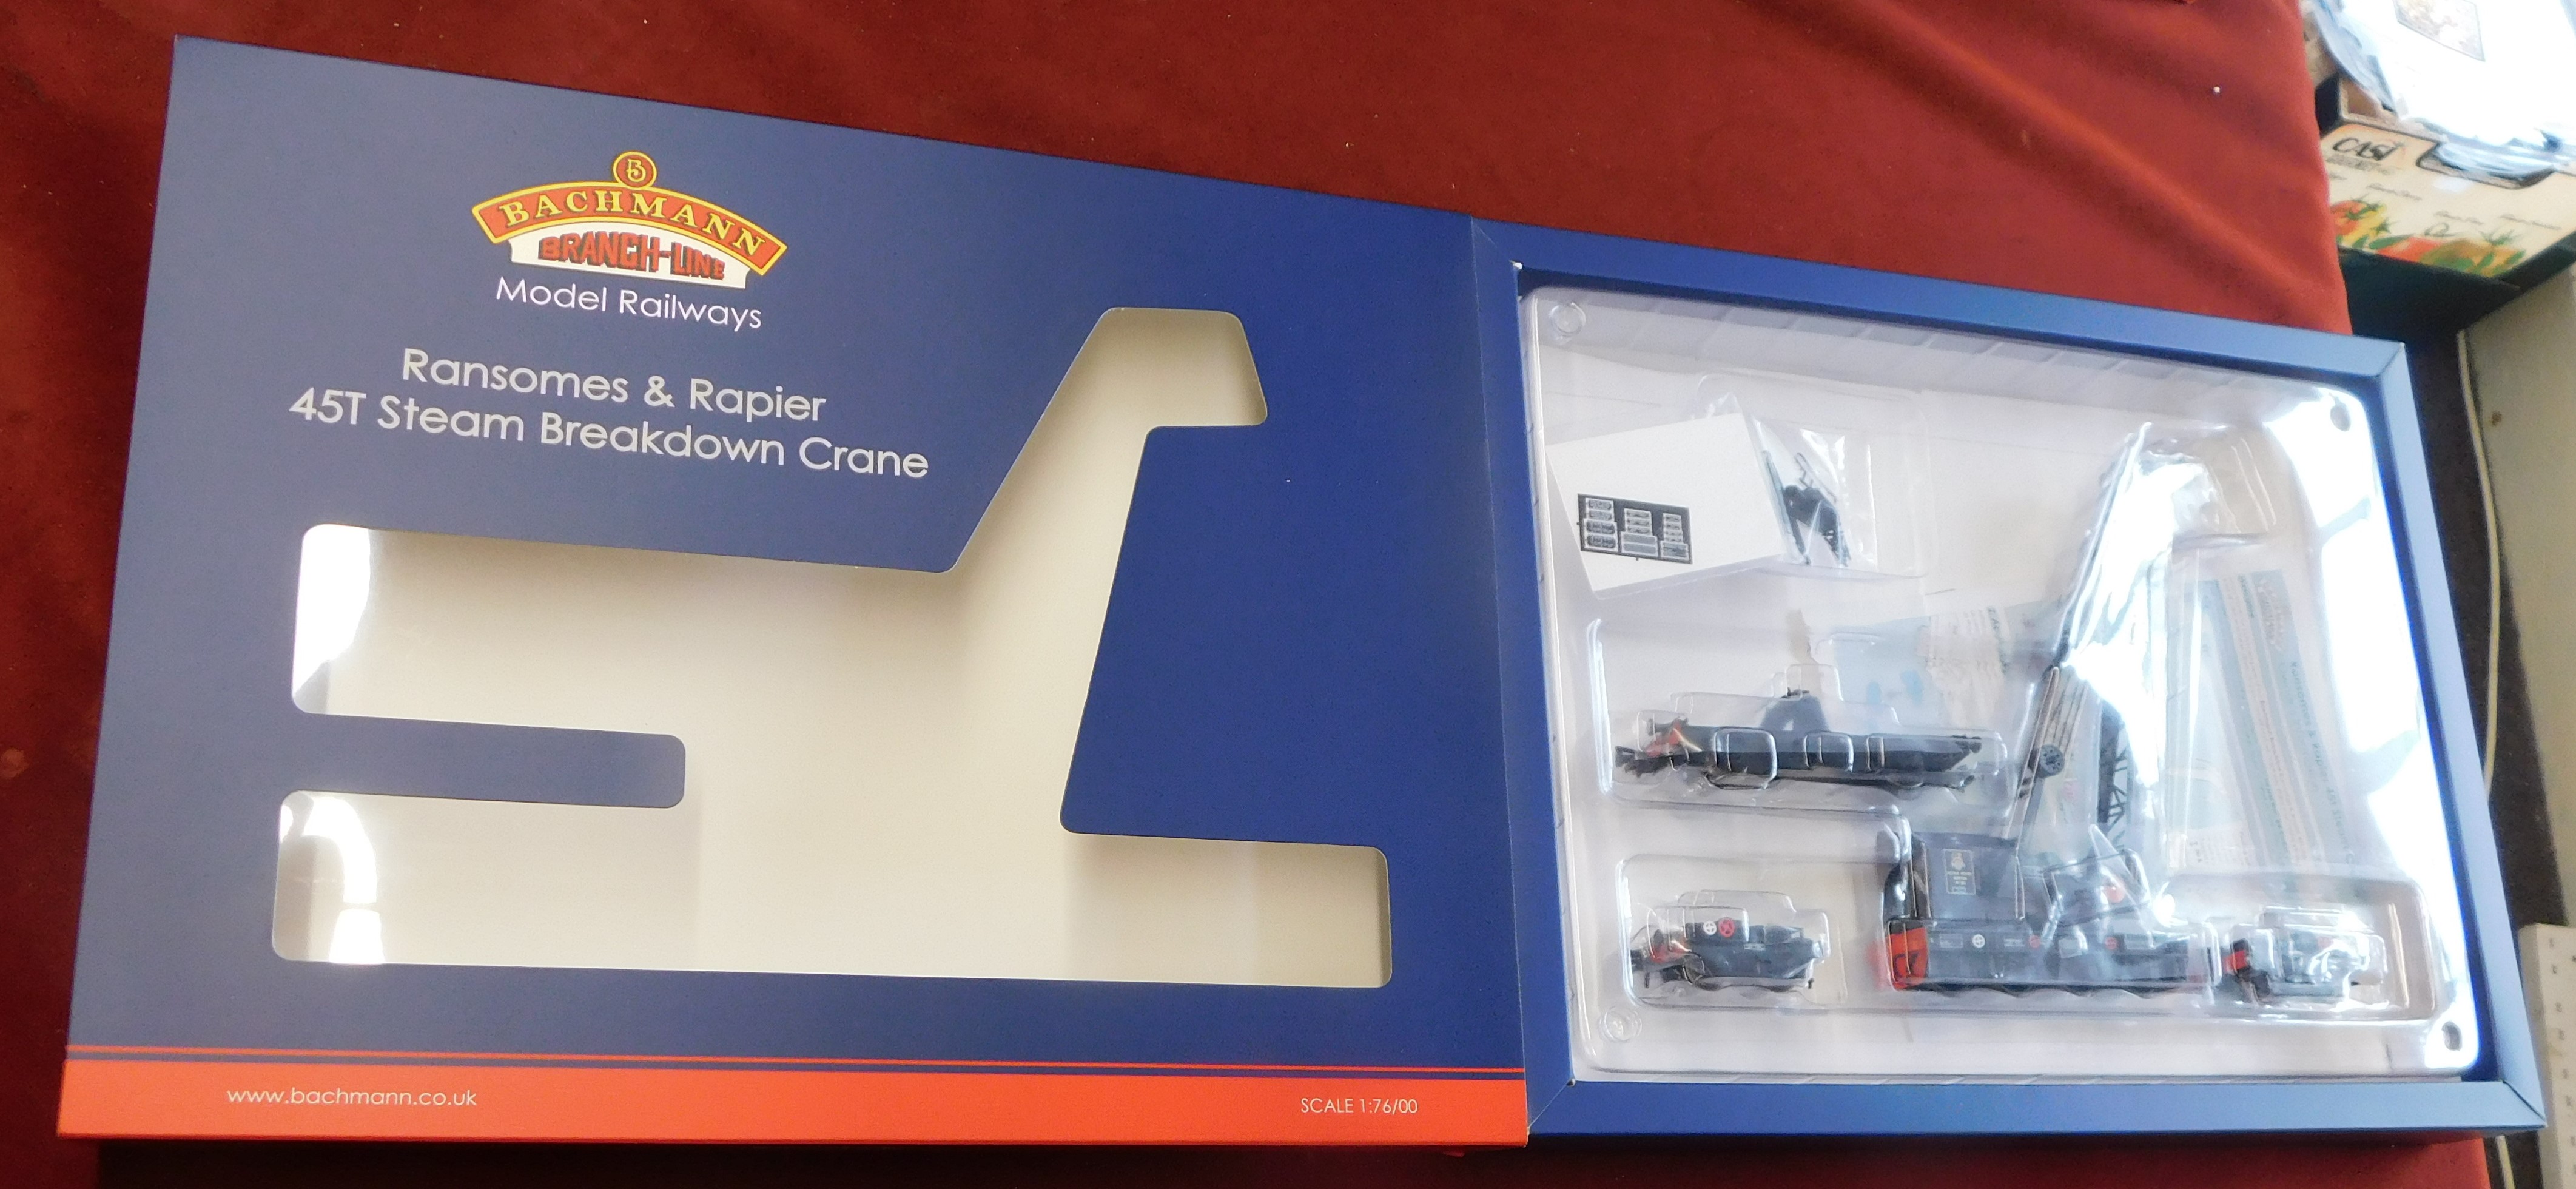 B
BACHMANN
BRANCH-LINE
Model Railways
Ransomes & Rapier
45T Steam Breakdown Crane
www.bachmann.co.uk
SCALE 1:76/00
CASI